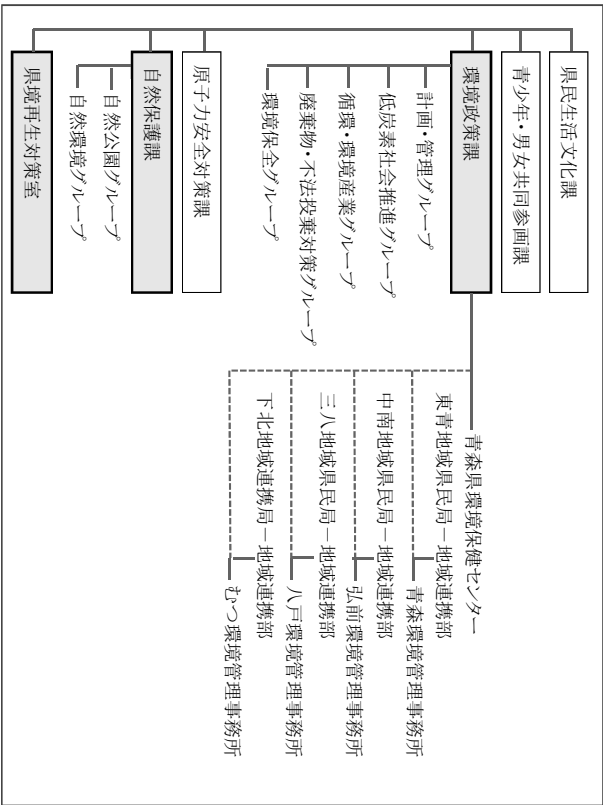 県民生活文化課
青少年・男女共同参画課
環境政策課
計画・管理グループ
低炭素社会推進グループ
循環・環境産業グループ
廃棄物・不法投棄対策グループ
環境保全グループ
原子力安全対策課
自然保護課
自然公園グループ
自然環境グループ
県境再生対策室
青森県環境保健センター
東青地域県民局－地域連携部
青森環境管理事務所
中南地域県民局－地域連携部
弘前環境管理事務所
三八地域県民局－地域連携部
八戸環境管理事務所
下北地域連携局－地域連携部
むつ環境管理事務所